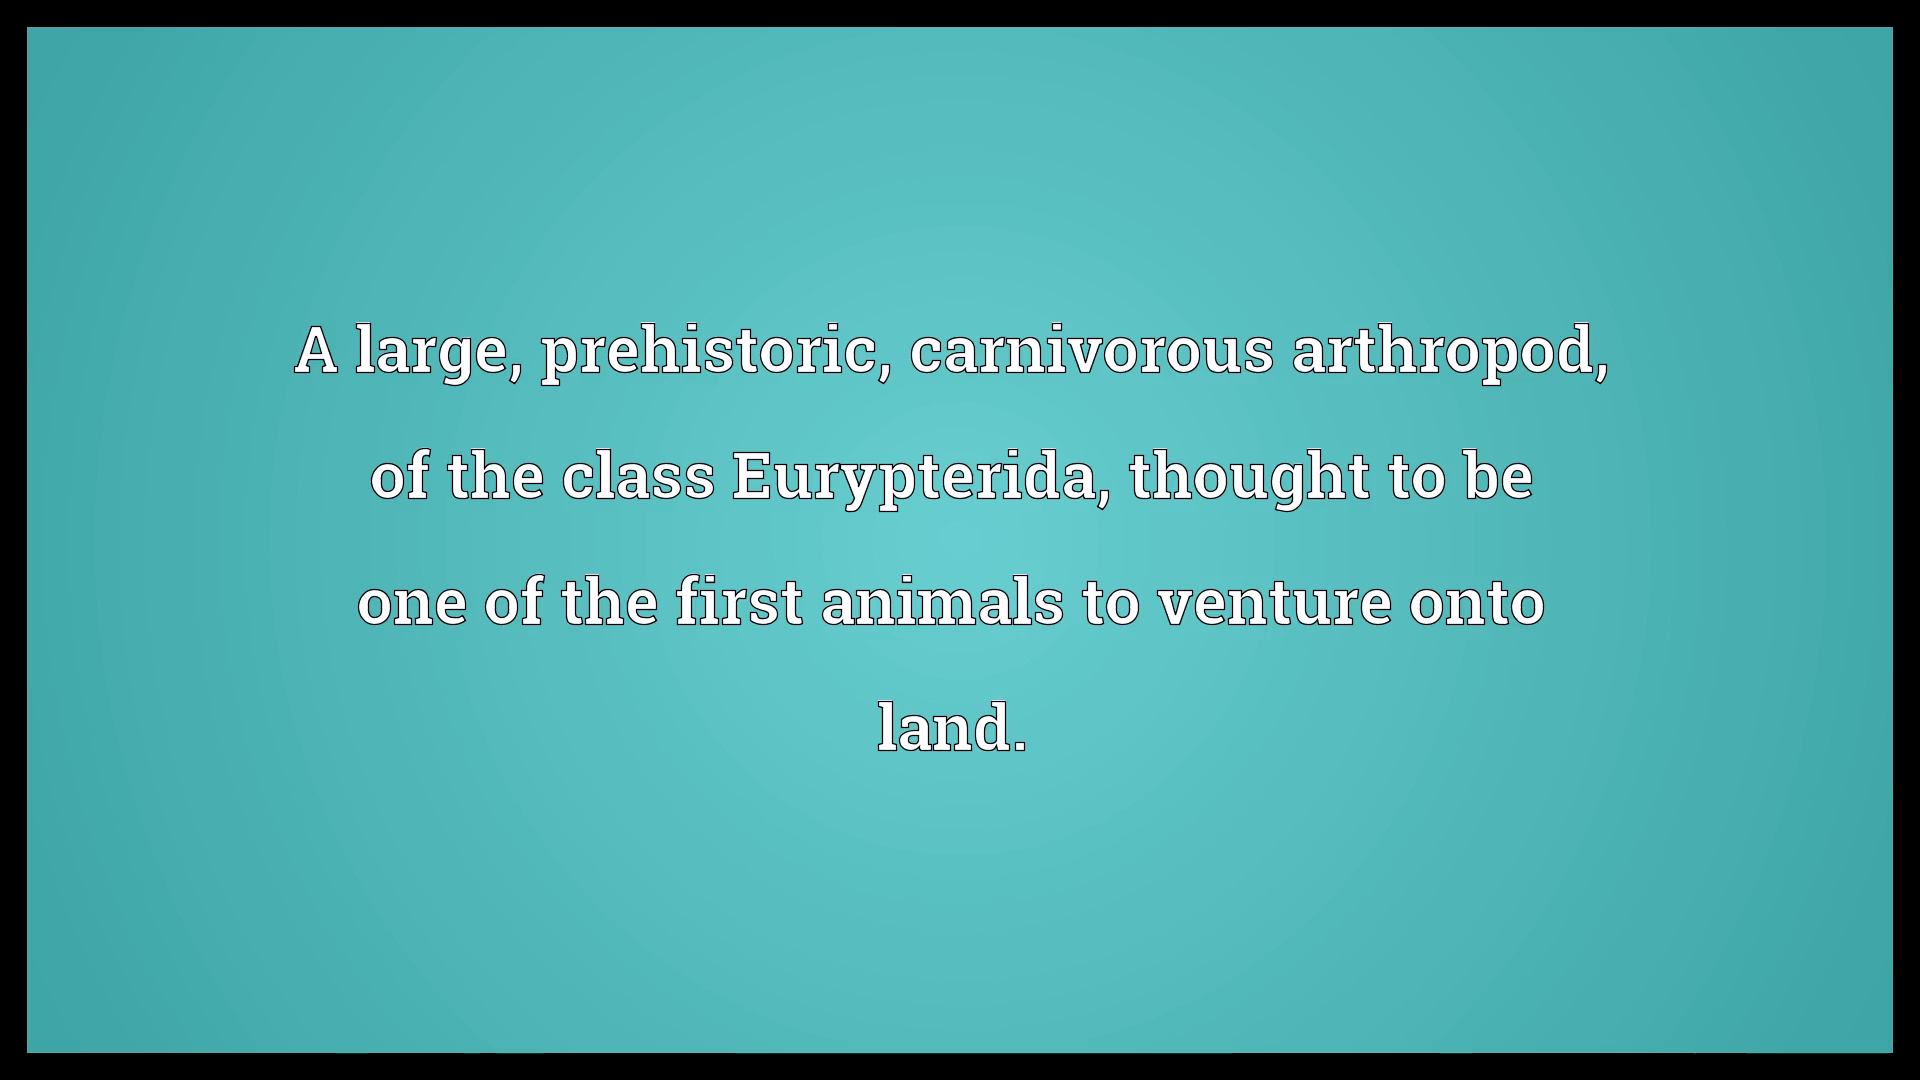 A large, prehistoric, carnivorous arthropod,
of the class Eurypterida, thought to be
one of the first animals to venture onto
land.